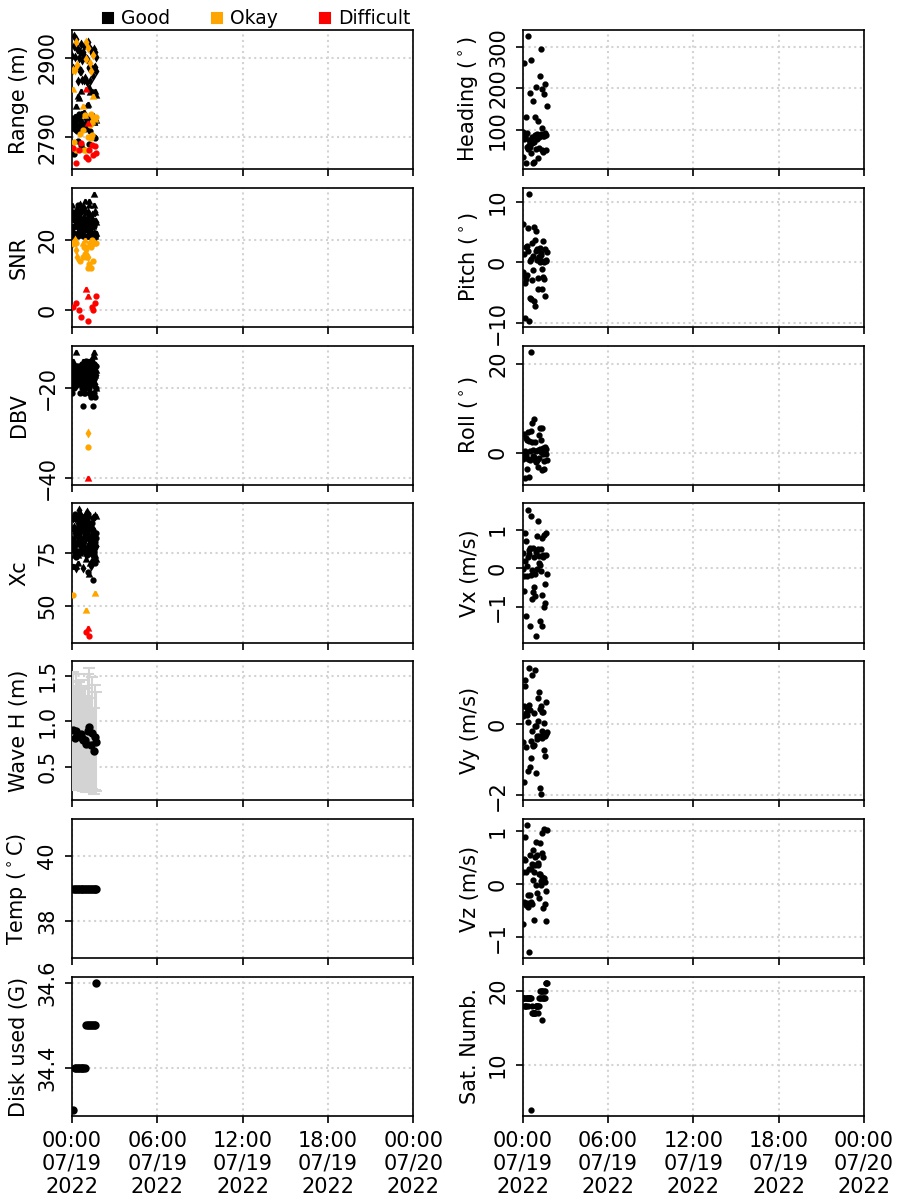 Good Okay Difficult
Range (m)
2900
2790
Heading (°)
300
200
100
SNR
20
0
Pitch (°)
10
0
−10
DBV
−20
−40
Roll (°)
20
0
Xc
75
50
Vx (m/s)
1
0
−1
Wave H (m)
1.5
1.0
0.5
Vy (m/s)
0
−2
Temp (°C)
40
38
Vz (m/s)
1
0
−1
Disk used (G)
34.6
34.4
Sat. Numb.
20
10
00:00 06:00 12:00 18:00 00:00
07/19 07/19 07/19 07/19 07/20
2022 2022 2022 2022 2022
00:00 06:00 12:00 18:00 00:00
07/19 07/19 07/19 07/19 07/20
2022 2022 2022 2022 2022